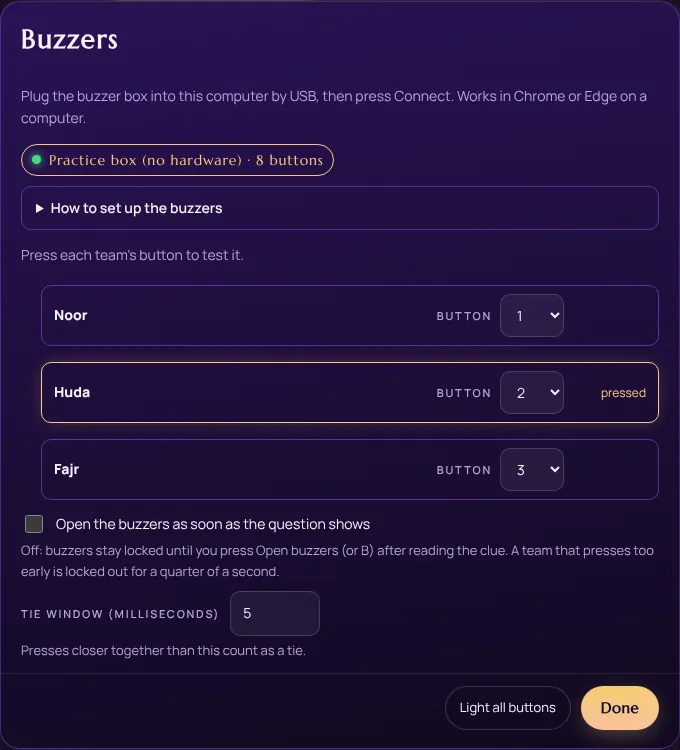 Buzzers
Plug the buzzer box into this computer by USB, then press Connect. Works in Chrome or Edge on a
computer.
Practice box (no hardware) · 8 buttons
How to set up the buzzers
Press each team's button to test it.
Noor BUTTON 1
Huda BUTTON 2 pressed
Fajr BUTTON 3
Open the buzzers as soon as the question shows
Off: buzzers stay locked until you press Open buzzers (or B) after reading the clue. A team that presses too
early is locked out for a quarter of a second.
TIE WINDOW (MILLISECONDS) 5
Presses closer together than this count as a tie.
Light all buttons Done